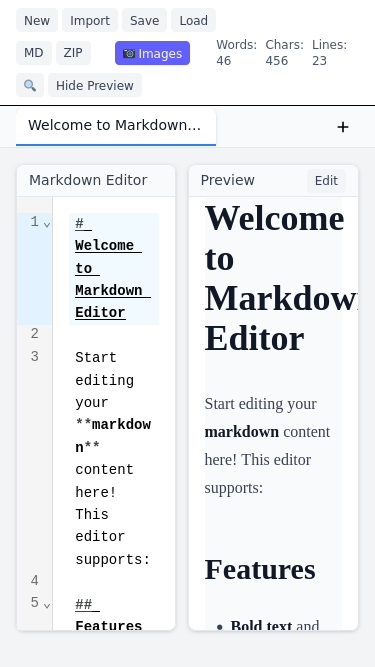 New Import Save Load
MD ZIP 📷 Images Words: 46 Chars: 456 Lines: 23
🔍 Hide Preview
Welcome to Markdown... +
Markdown Editor
1 # 
Welcome
to
Markdown
Editor
2
3 Start
editing
your
**markdow
n**
content
here!
This
editor
supports:
4
5 ## 
Features
Preview Edit
Welcome
to
Markdow
Editor
Start editing your
markdown content
here! This editor
supports:
Features
• Bold text and